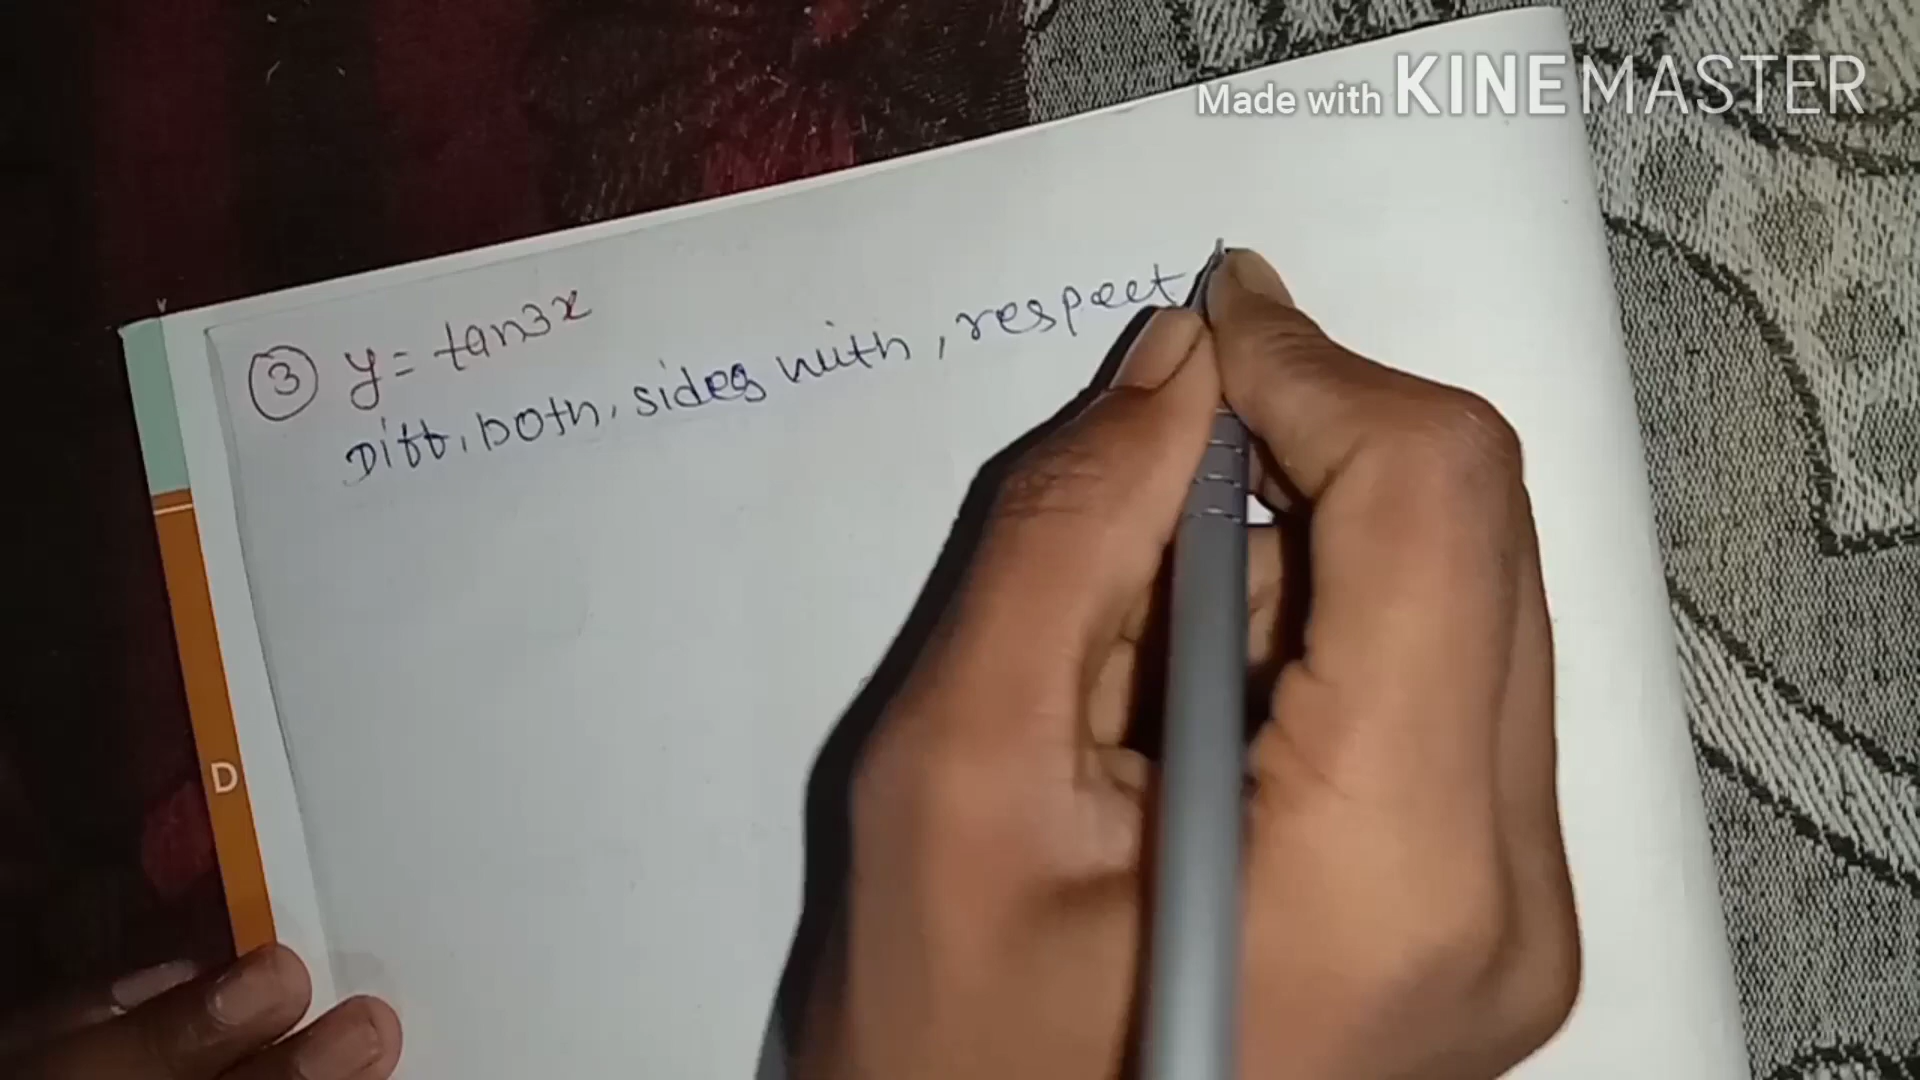 Made with KINEMASTER
③ y = tan3x
Diff, both, sides with, respect
D